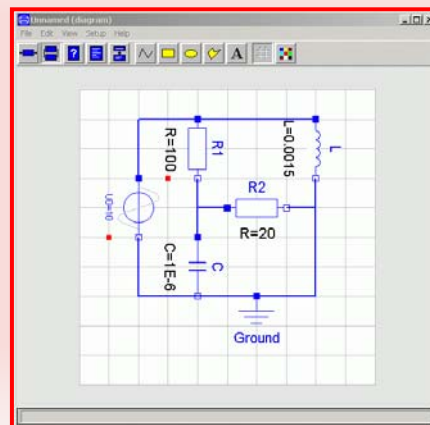 Unnamed (diagram)
File Edit View Setup Help
A
R=100
R1
L=0.0015
L
R2
R=20
U0=10
C=1E-6
C
Ground